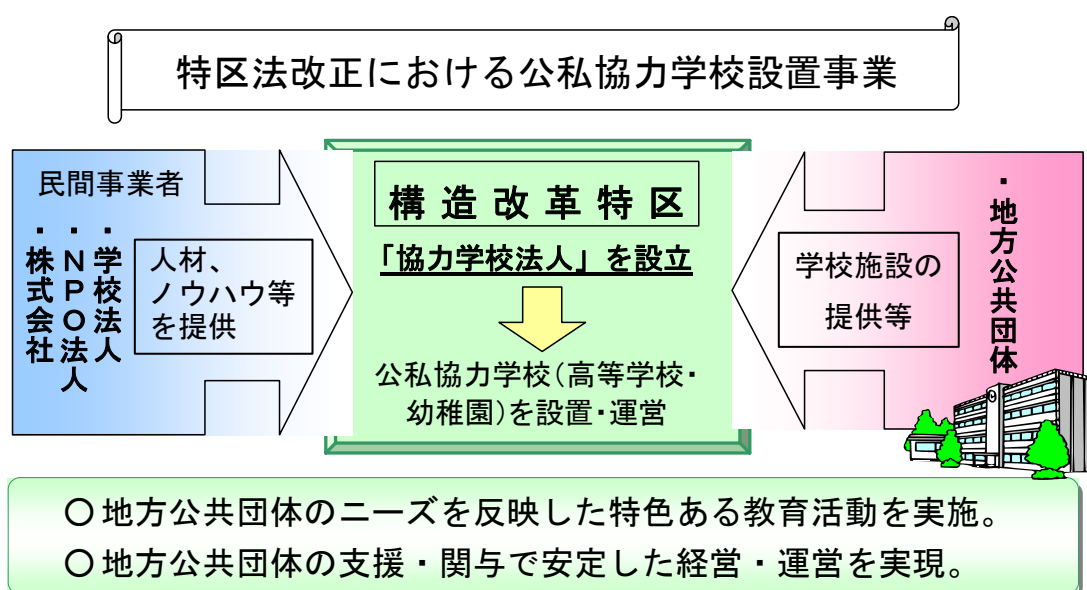 特区法改正における公私協力学校設置事業
民間事業者
・学校法人
・ＮＰＯ法人
・株式会社
人材、
ノウハウ等
を提供
構造改革特区
「協力学校法人」を設立
公私協力学校(高等学校・
幼稚園)を設置・運営
学校施設の
提供等
・地方公共団体
〇地方公共団体のニーズを反映した特色ある教育活動を実施。
〇地方公共団体の支援・関与で安定した経営・運営を実現。